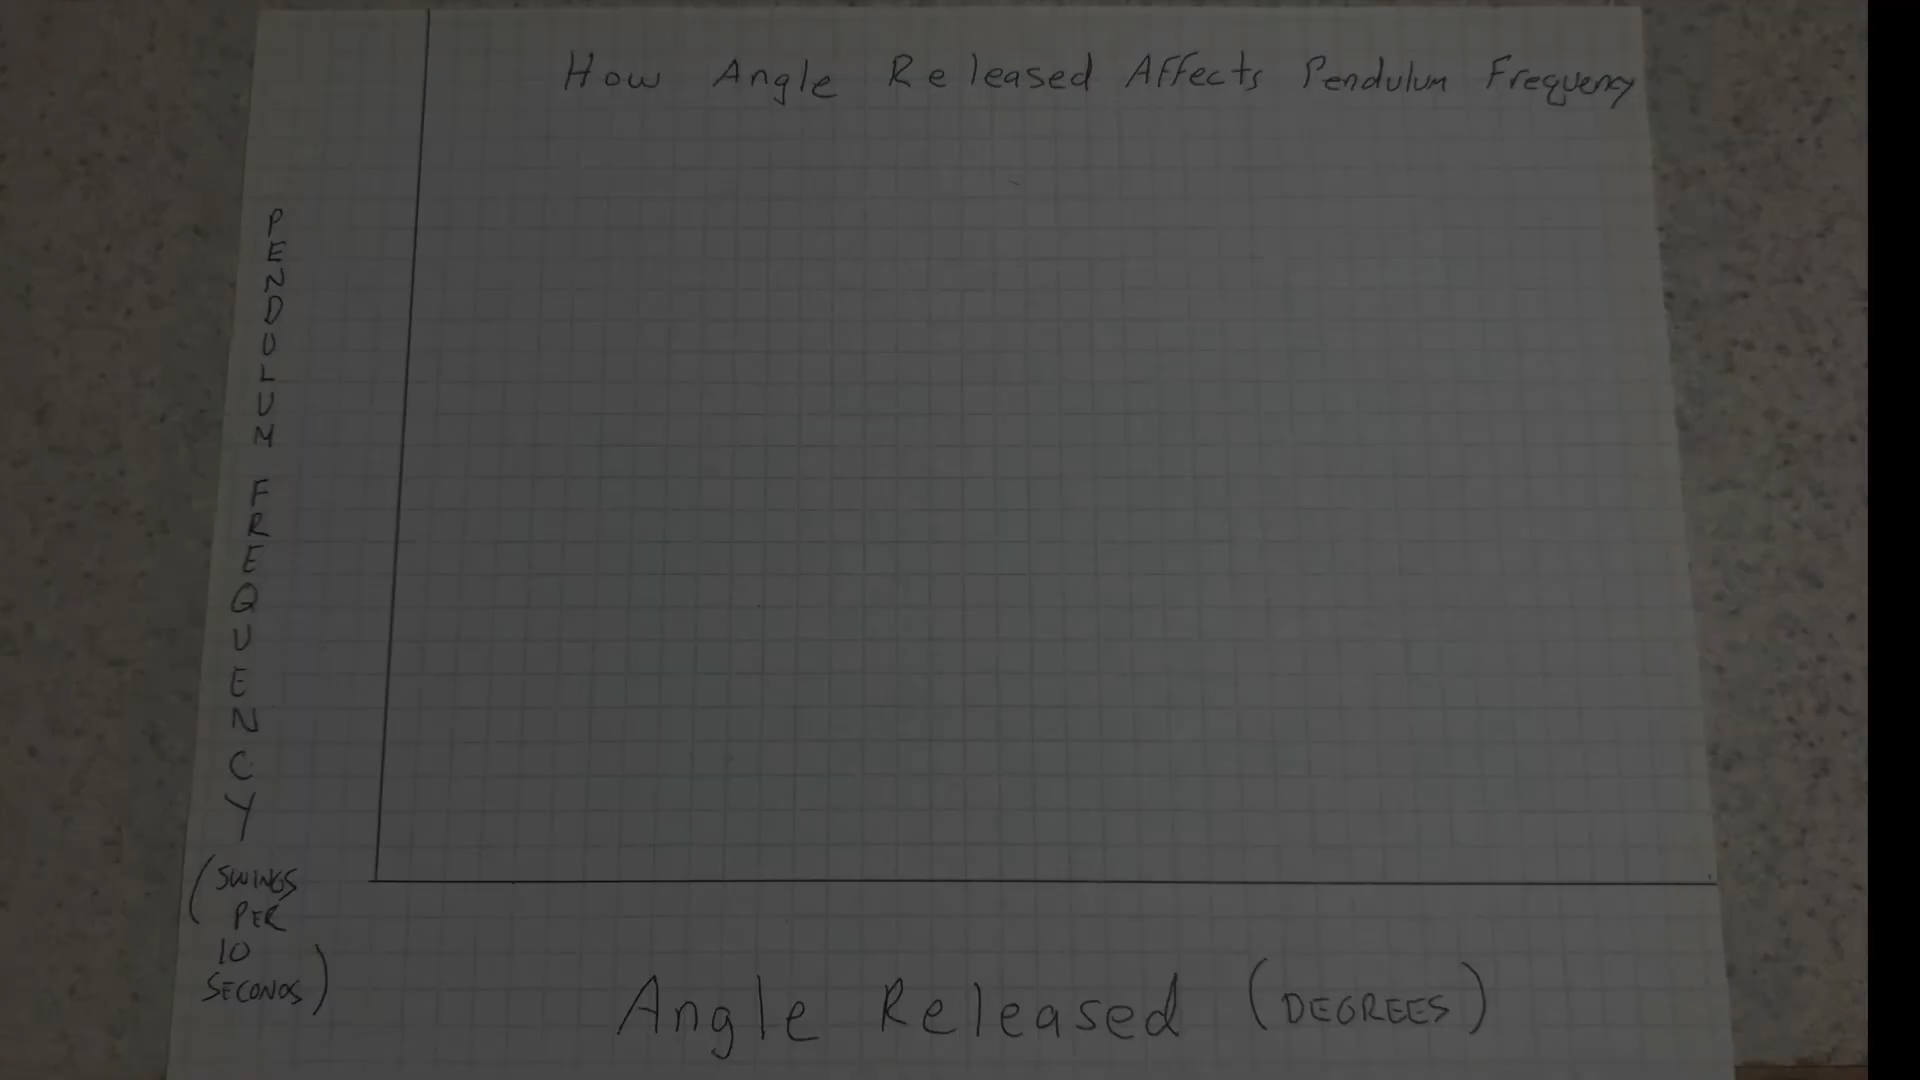 How Angle Released Affects Pendulum Frequency
PENDULUM
FREQUENCY
(SWINGS
PER
10
SECONDS)
Angle Released (DEGREES)